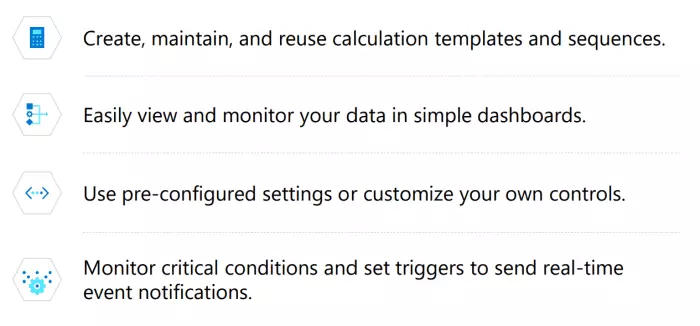 Create, maintain, and reuse calculation templates and sequences.
Easily view and monitor your data in simple dashboards.
Use pre-configured settings or customize your own controls.
Monitor critical conditions and set triggers to send real-time
event notifications.